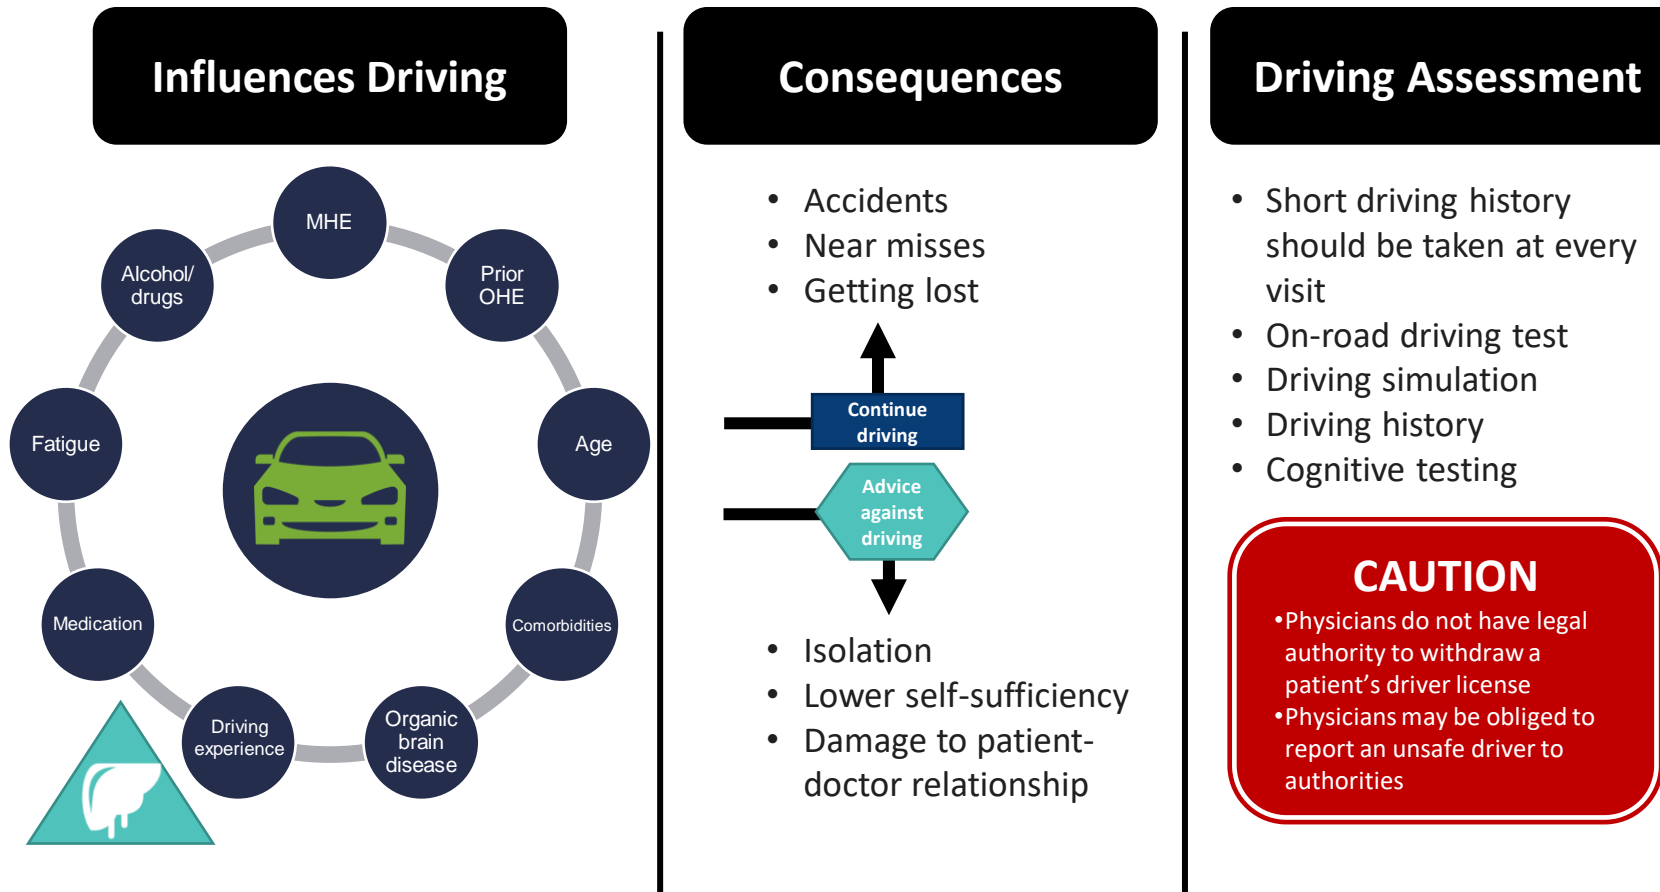 Influences Driving
MHE
Prior
OHE
Age
Comorbidities
Organic
brain
disease
Driving
experience
Medication
Fatigue
Alcohol/
drugs
Consequences
• Accidents
• Near misses
• Getting lost
Continue
driving
Advice
against
driving
• Isolation
• Lower self-sufficiency
• Damage to patient-
doctor relationship
Driving Assessment
• Short driving history
should be taken at every
visit
• On-road driving test
• Driving simulation
• Driving history
• Cognitive testing
CAUTION
•Physicians do not have legal
authority to withdraw a
patient’s driver license
•Physicians may be obliged to
report an unsafe driver to
authorities